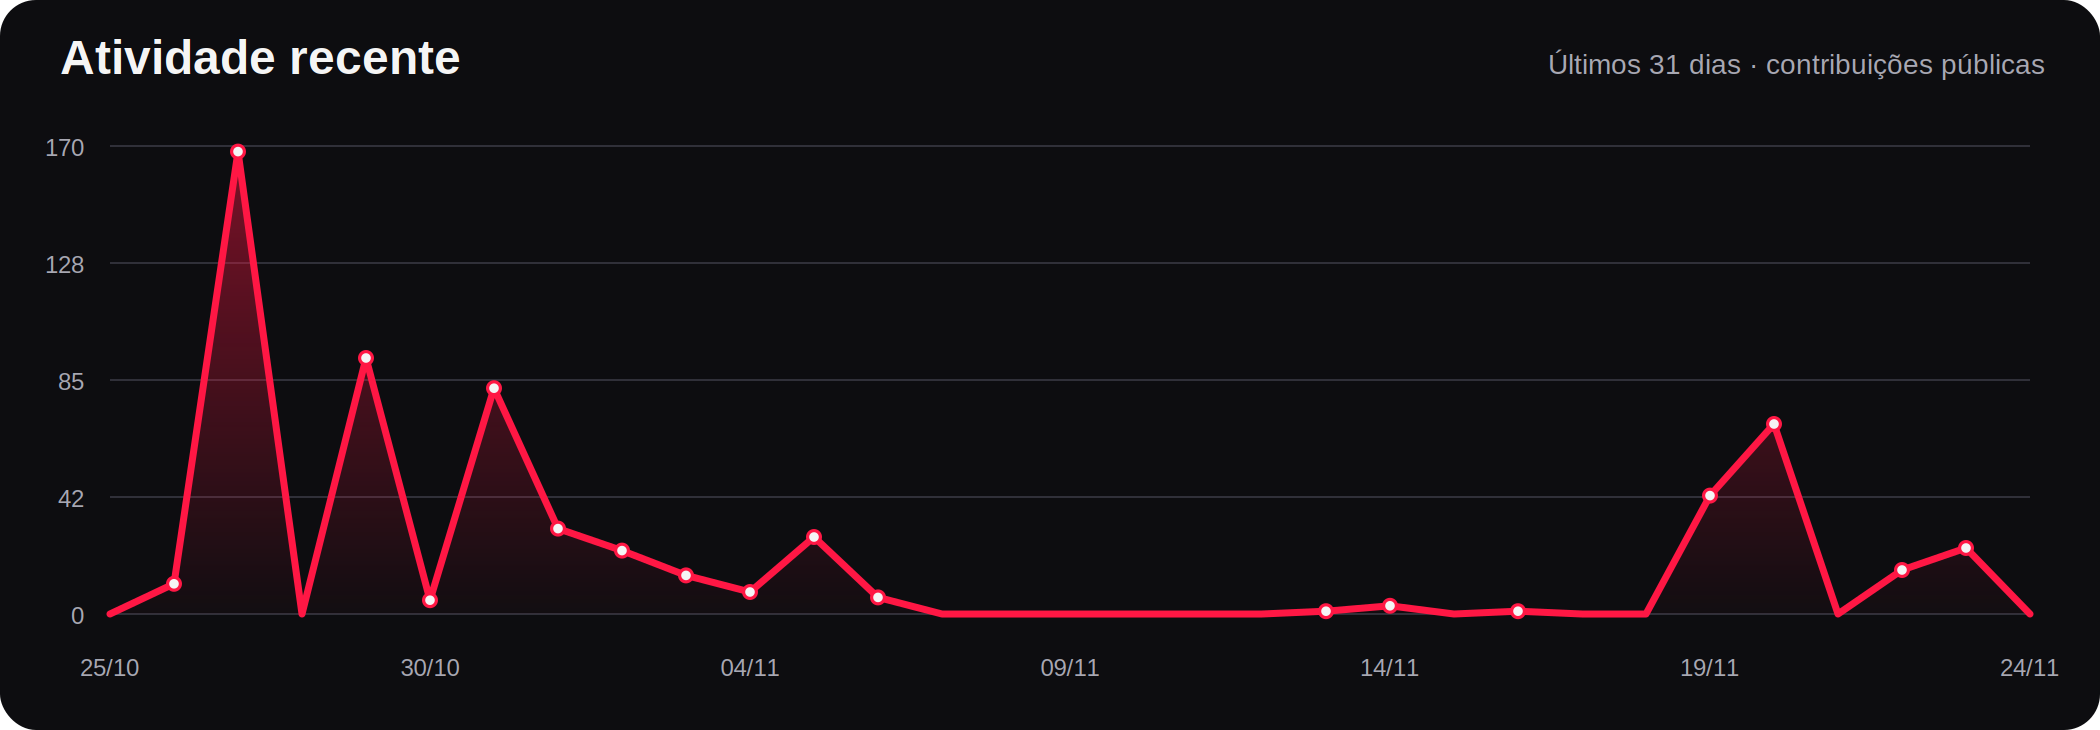 Atividade recente
Últimos 31 dias · contribuições públicas
170
128
85
42
0
25/10 30/10 04/11 09/11 14/11 19/11 24/11